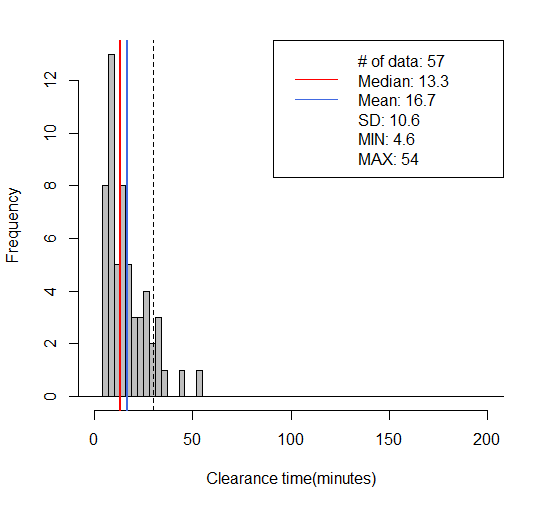 # of data: 57
Median: 13.3
Mean: 16.7
SD: 10.6
MIN: 4.6
MAX: 54
Frequency
12
10
8
6
4
2
0
0 50 100 150 200
Clearance time(minutes)